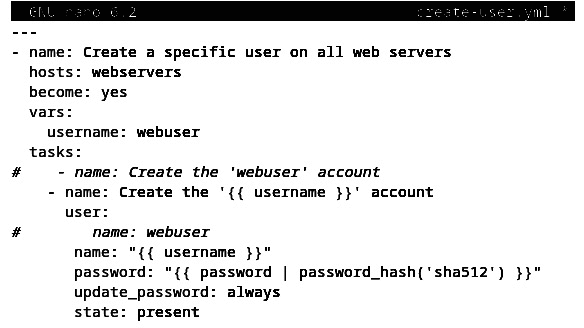 GNU nano 6.2 create-user.yml *
---
- name: Create a specific user on all web servers
  hosts: webservers
  become: yes
  vars:
    username: webuser
  tasks:
#    - name: Create the 'webuser' account
    - name: Create the '{{ username }}' account
      user:
#        name: webuser
       name: "{{ username }}"
       password: "{{ password | password_hash('sha512') }}"
       update_password: always
       state: present